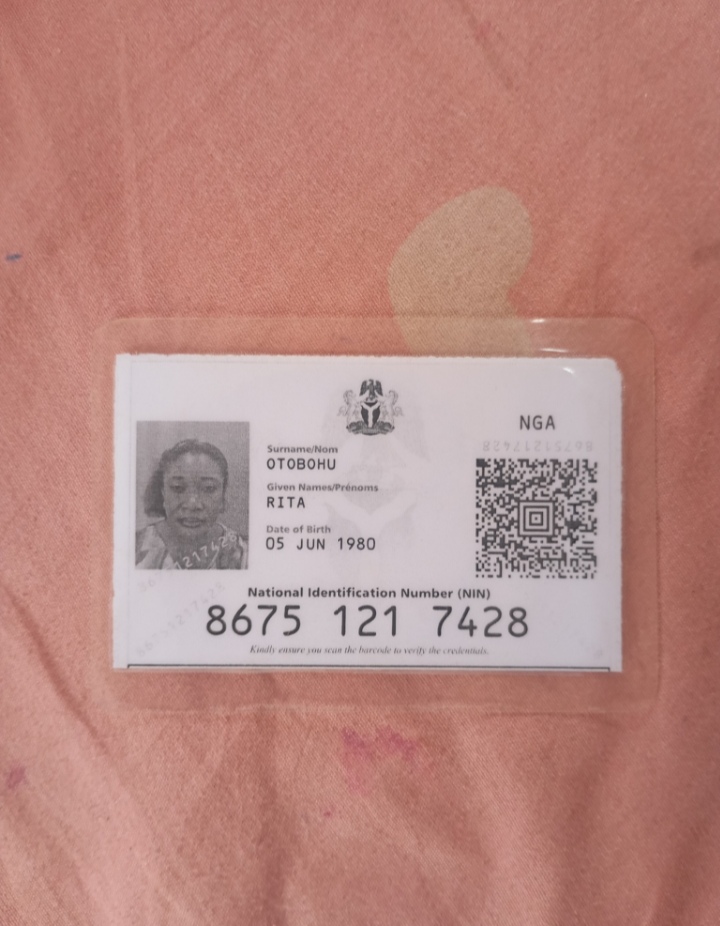 NGA
86751217428
Surname/Nom
OTOBOHU
Given Names/Prénoms
RITA
Date of Birth
05 JUN 1980
National Identification Number (NIN)
8675 121 7428
Kindly ensure you scan the barcode to verify the credentials.